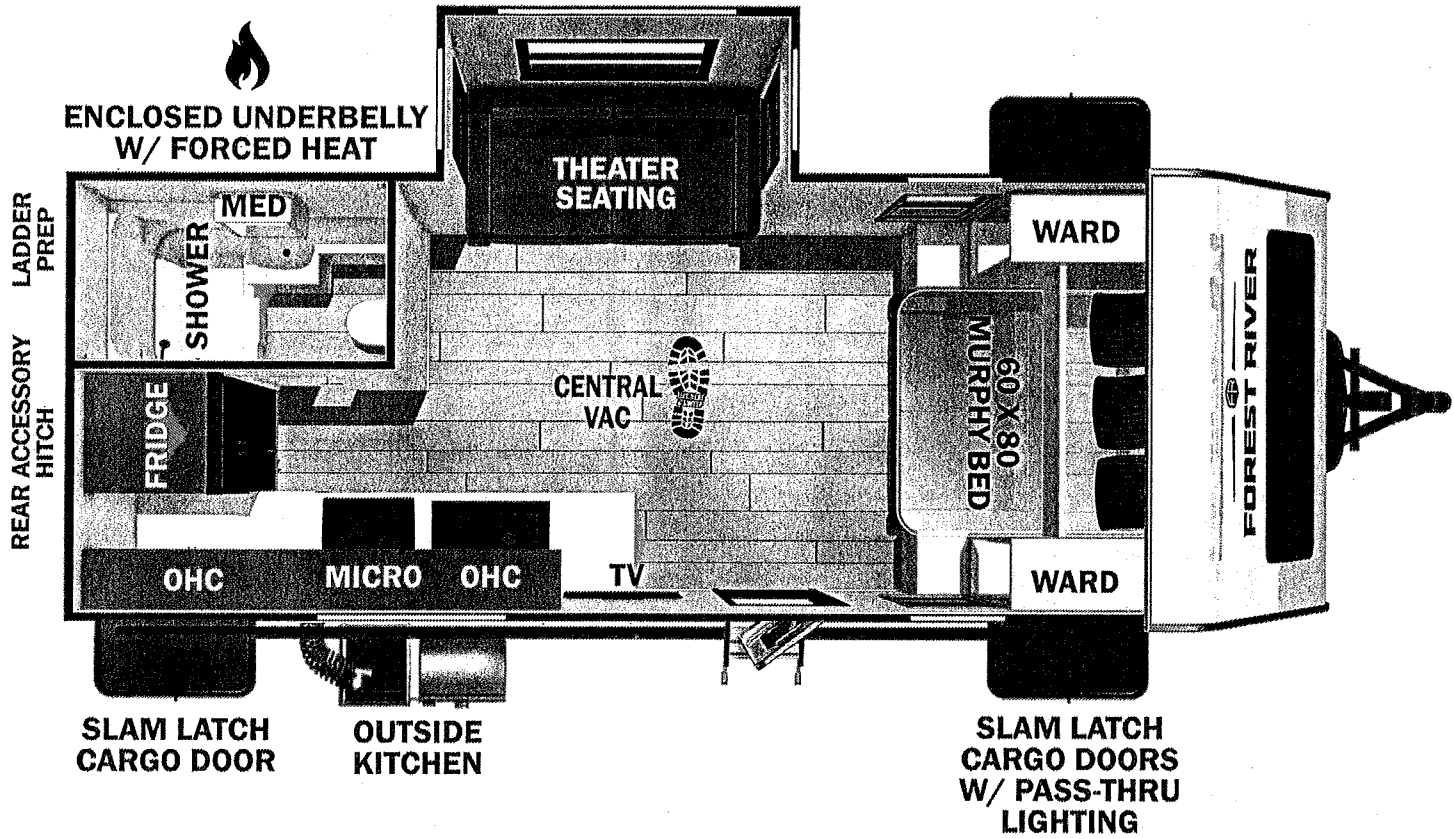 ENCLOSED UNDERBELLY
W/ FORCED HEAT
LADDER
PREP
REAR ACCESSORY
HITCH
MED
SHOWER
THEATER
SEATING
WARD
FRIDGE
CENTRAL
VAC
60 X 80
MURPHY BED
FOREST RIVER
OHC
MICRO
OHC
TV
WARD
SLAM LATCH
CARGO DOOR
OUTSIDE
KITCHEN
SLAM LATCH
CARGO DOORS
W/ PASS-THRU
LIGHTING